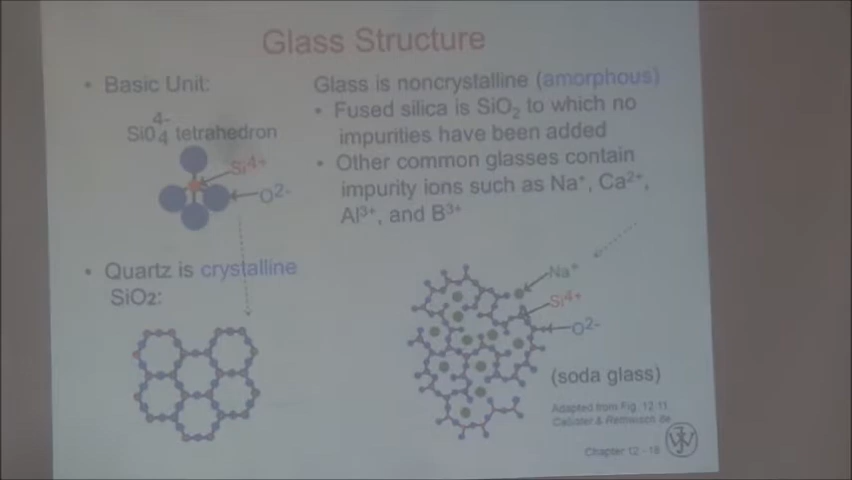 Glass Structure
• Basic Unit:
SiO₄⁴⁻ tetrahedron
Si⁴⁺
O²⁻
• Quartz is crystalline
SiO₂:
Glass is noncrystalline (amorphous)
• Fused silica is SiO₂ to which no
impurities have been added
• Other common glasses contain
impurity ions such as Na⁺, Ca²⁺,
Al³⁺, and B³⁺
Na⁺
Si⁴⁺
O²⁻
(soda glass)
Adapted from Fig. 12.11
Callister & Rethwisch 8e
Chapter 12 - 18